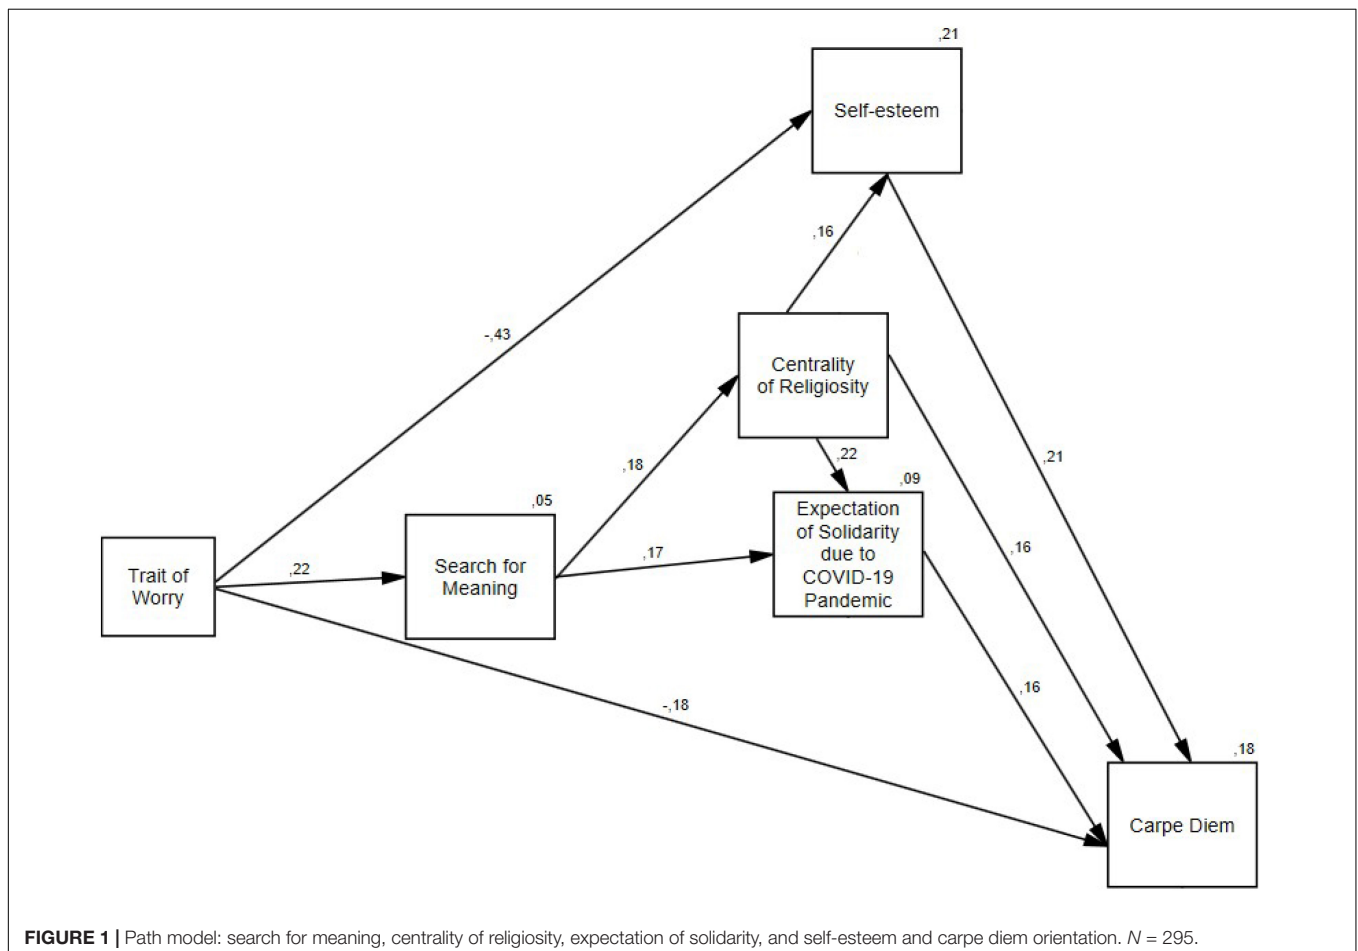 ,21
Self-esteem
,16
-,43
Centrality
of Religiosity
,18
,22
,21
,09
,05
Expectation
of Solidarity
due to
COVID-19
Pandemic
,17
,16
Search for
Meaning
,22
Trait of
Worry
,16
-,18
,18
Carpe Diem
FIGURE 1 | Path model: search for meaning, centrality of religiosity, expectation of solidarity, and self-esteem and carpe diem orientation. N = 295.